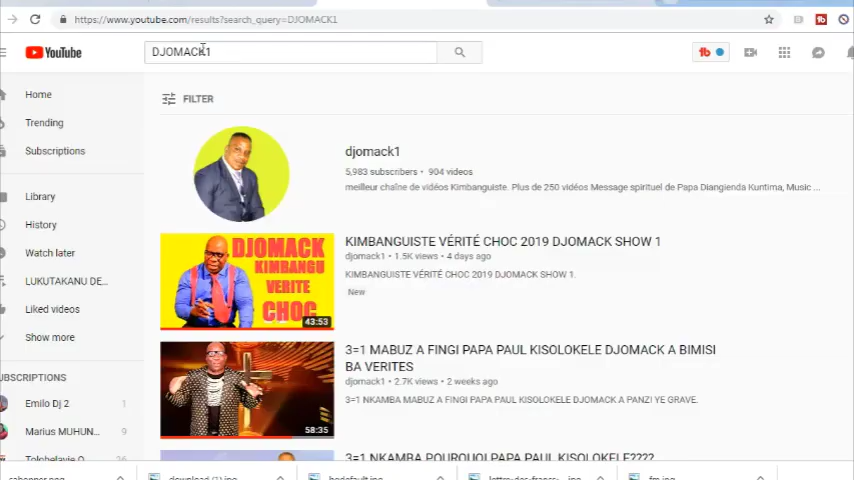 https://www.youtube.com/results?search_query=DJOMACK1
YouTube
DJOMACK1
Home
Trending
Subscriptions
Library
History
Watch later
LUKUTAKANU DE...
Liked videos
Show more
UBSCRIPTIONS
Emilo Dj 2 1
Marius MUHUN... 9
FILTER
djomack1
5,983 subscribers • 904 videos
meilleur chaîne de vidéos Kimbanguiste. Plus de 250 vidéos Message spirituel de Papa Diangienda Kuntima, Music ...
DJOMACK
KIMBANGU
VERITE
CHOC
43:53
KIMBANGUISTE VÉRITÉ CHOC 2019 DJOMACK SHOW 1
djomack1 • 1.5K views • 4 days ago
KIMBANGUISTE VÉRITÉ CHOC 2019 DJOMACK SHOW 1.
New
58:35
3=1 MABUZ A FINGI PAPA PAUL KISOLOKELE DJOMACK A BIMISI
BA VERITES
djomack1 • 2.7K views • 2 weeks ago
3=1 NKAMBA MABUZ A FINGI PAPA PAUL KISOLOKELE DJOMACK A PANZI YE GRAVE.
3=1 NKAMBA POURQUOI PAPA PAUL KISOLOKELE????